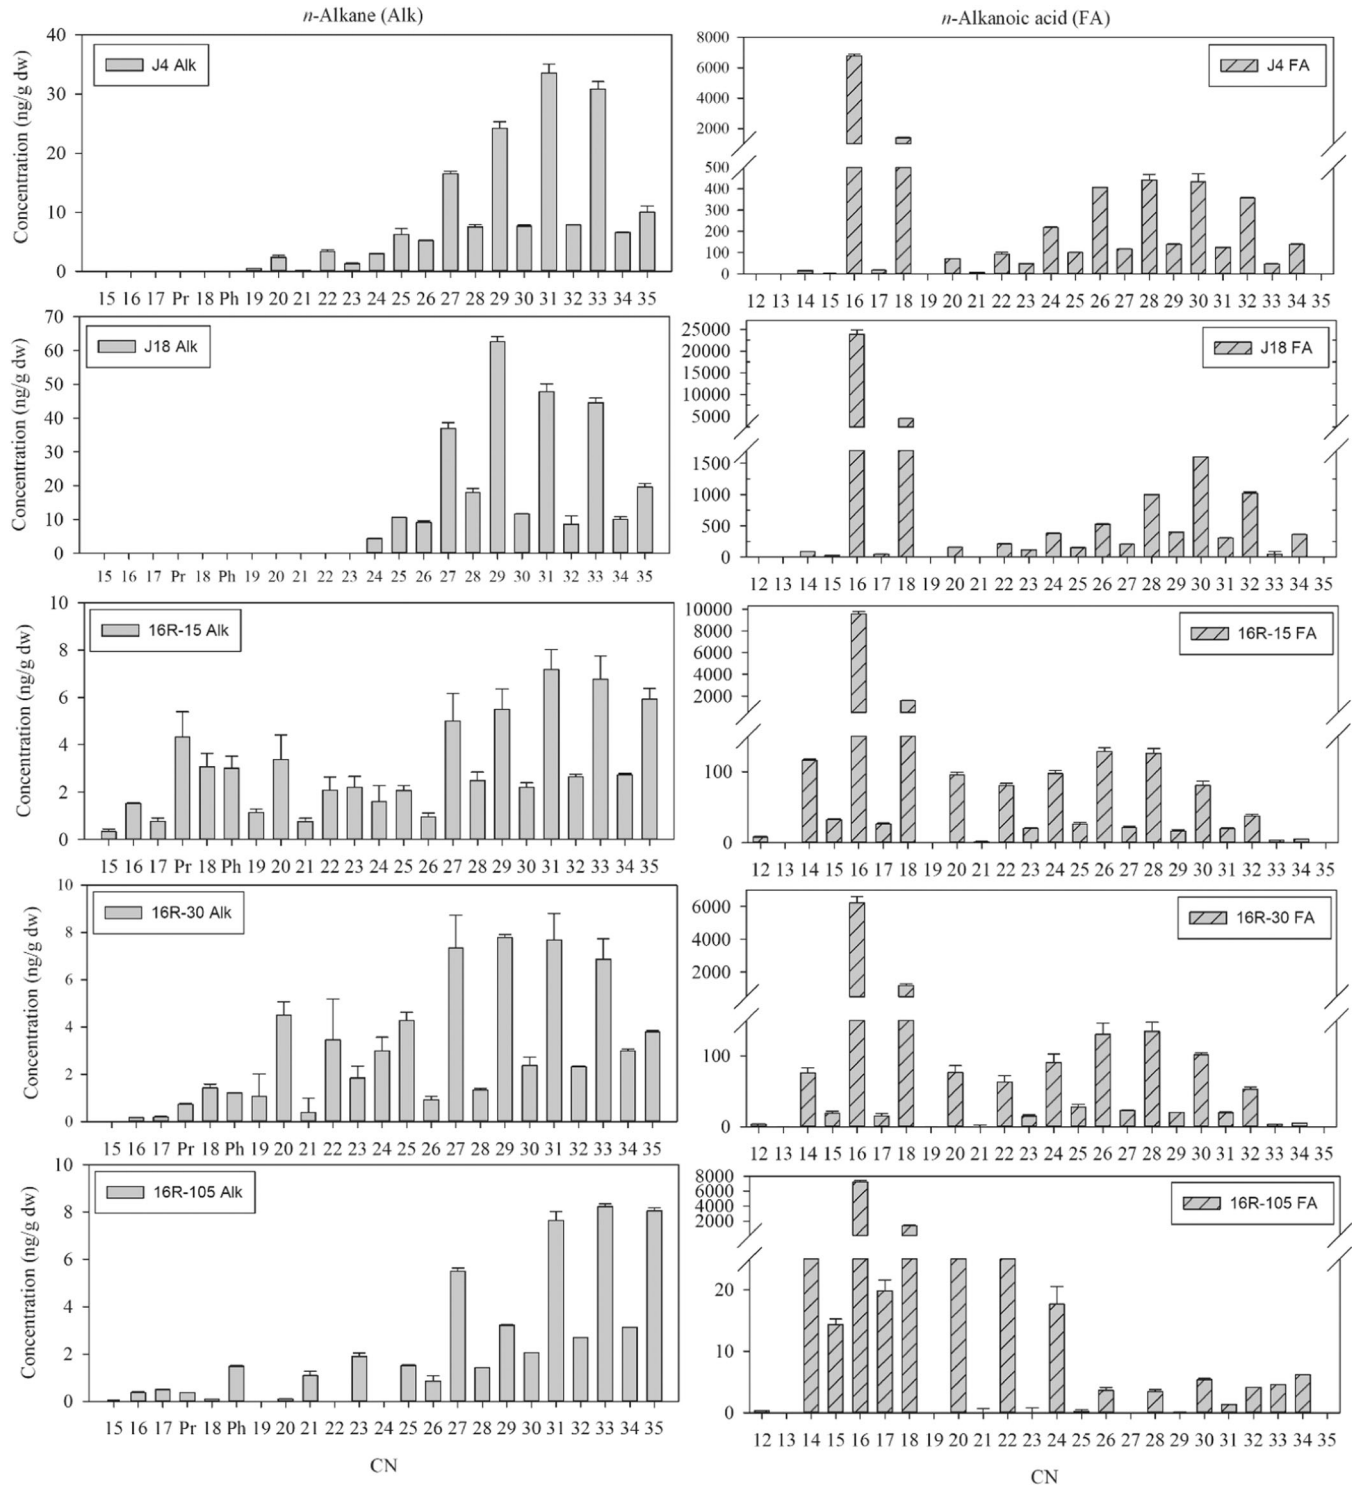 n-Alkane (Alk)
n-Alkanoic acid (FA)
Concentration (ng/g dw)
40
30
20
10
0
J4 Alk
15 16 17 Pr 18 Ph 19 20 21 22 23 24 25 26 27 28 29 30 31 32 33 34 35
8000
6000
4000
2000
500
400
300
200
100
0
J4 FA
12 13 14 15 16 17 18 19 20 21 22 23 24 25 26 27 28 29 30 31 32 33 34 35
Concentration (ng/g dw)
70
60
50
40
30
20
10
0
J18 Alk
15 16 17 Pr 18 Ph 19 20 21 22 23 24 25 26 27 28 29 30 31 32 33 34 35
25000
20000
15000
10000
5000
1500
1000
500
0
J18 FA
12 13 14 15 16 17 18 19 20 21 22 23 24 25 26 27 28 29 30 31 32 33 34 35
Concentration (ng/g dw)
10
8
6
4
2
0
16R-15 Alk
15 16 17 Pr 18 Ph 19 20 21 22 23 24 25 26 27 28 29 30 31 32 33 34 35
10000
8000
6000
4000
2000
100
0
16R-15 FA
12 13 14 15 16 17 18 19 20 21 22 23 24 25 26 27 28 29 30 31 32 33 34 35
Concentration (ng/g dw)
10
8
6
4
2
0
16R-30 Alk
15 16 17 Pr 18 Ph 19 20 21 22 23 24 25 26 27 28 29 30 31 32 33 34 35
6000
4000
2000
100
0
16R-30 FA
12 13 14 15 16 17 18 19 20 21 22 23 24 25 26 27 28 29 30 31 32 33 34 35
Concentration (ng/g dw)
10
8
6
4
2
0
16R-105 Alk
15 16 17 Pr 18 Ph 19 20 21 22 23 24 25 26 27 28 29 30 31 32 33 34 35
CN
8000
6000
4000
2000
20
10
0
16R-105 FA
12 13 14 15 16 17 18 19 20 21 22 23 24 25 26 27 28 29 30 31 32 33 34 35
CN